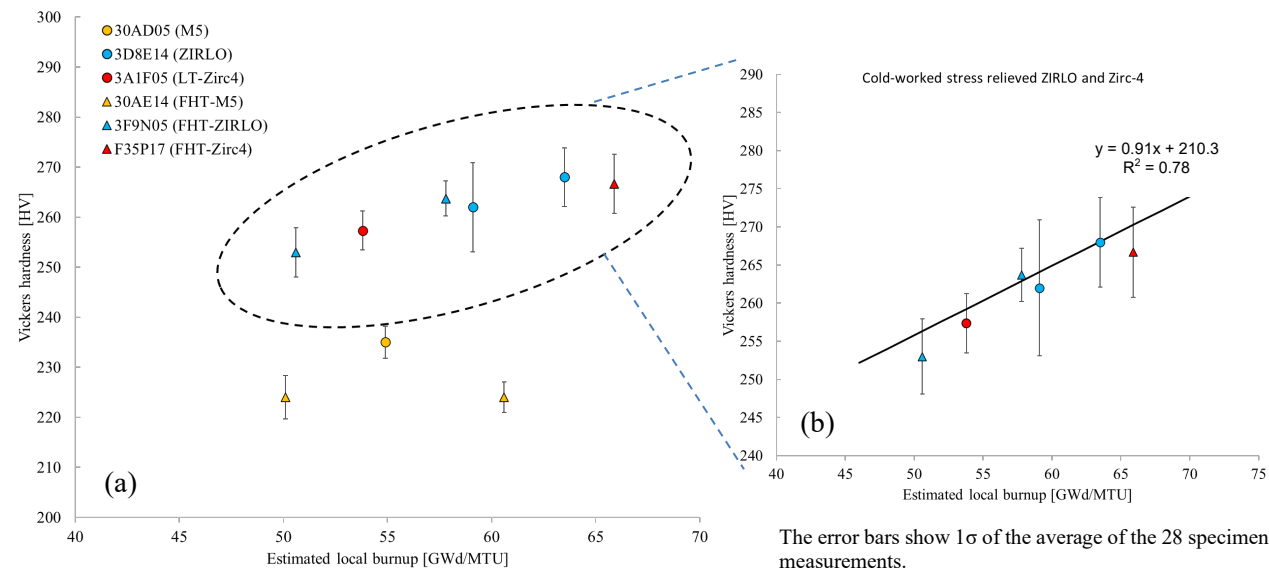 300
290
280
270
260
250
240
230
220
210
200
40
45
50
55
60
65
70
Vickers hardness [HV]
Estimated local burnup [GWd/MTU]
30AD05 (M5)
3D8E14 (ZIRLO)
3A1F05 (LT-Zirc4)
30AE14 (FHT-M5)
3F9N05 (FHT-ZIRLO)
F35P17 (FHT-Zirc4)
(a)
Cold-worked stress relieved ZIRLO and Zirc-4
y = 0.91x + 210.3
R² = 0.78
290
285
280
275
270
265
260
255
250
245
240
40
45
50
55
60
65
70
75
Vickers hardness [HV]
Estimated local burnup [GWd/MTU]
(b)
The error bars show 1σ of the average of the 28 specimen
measurements.